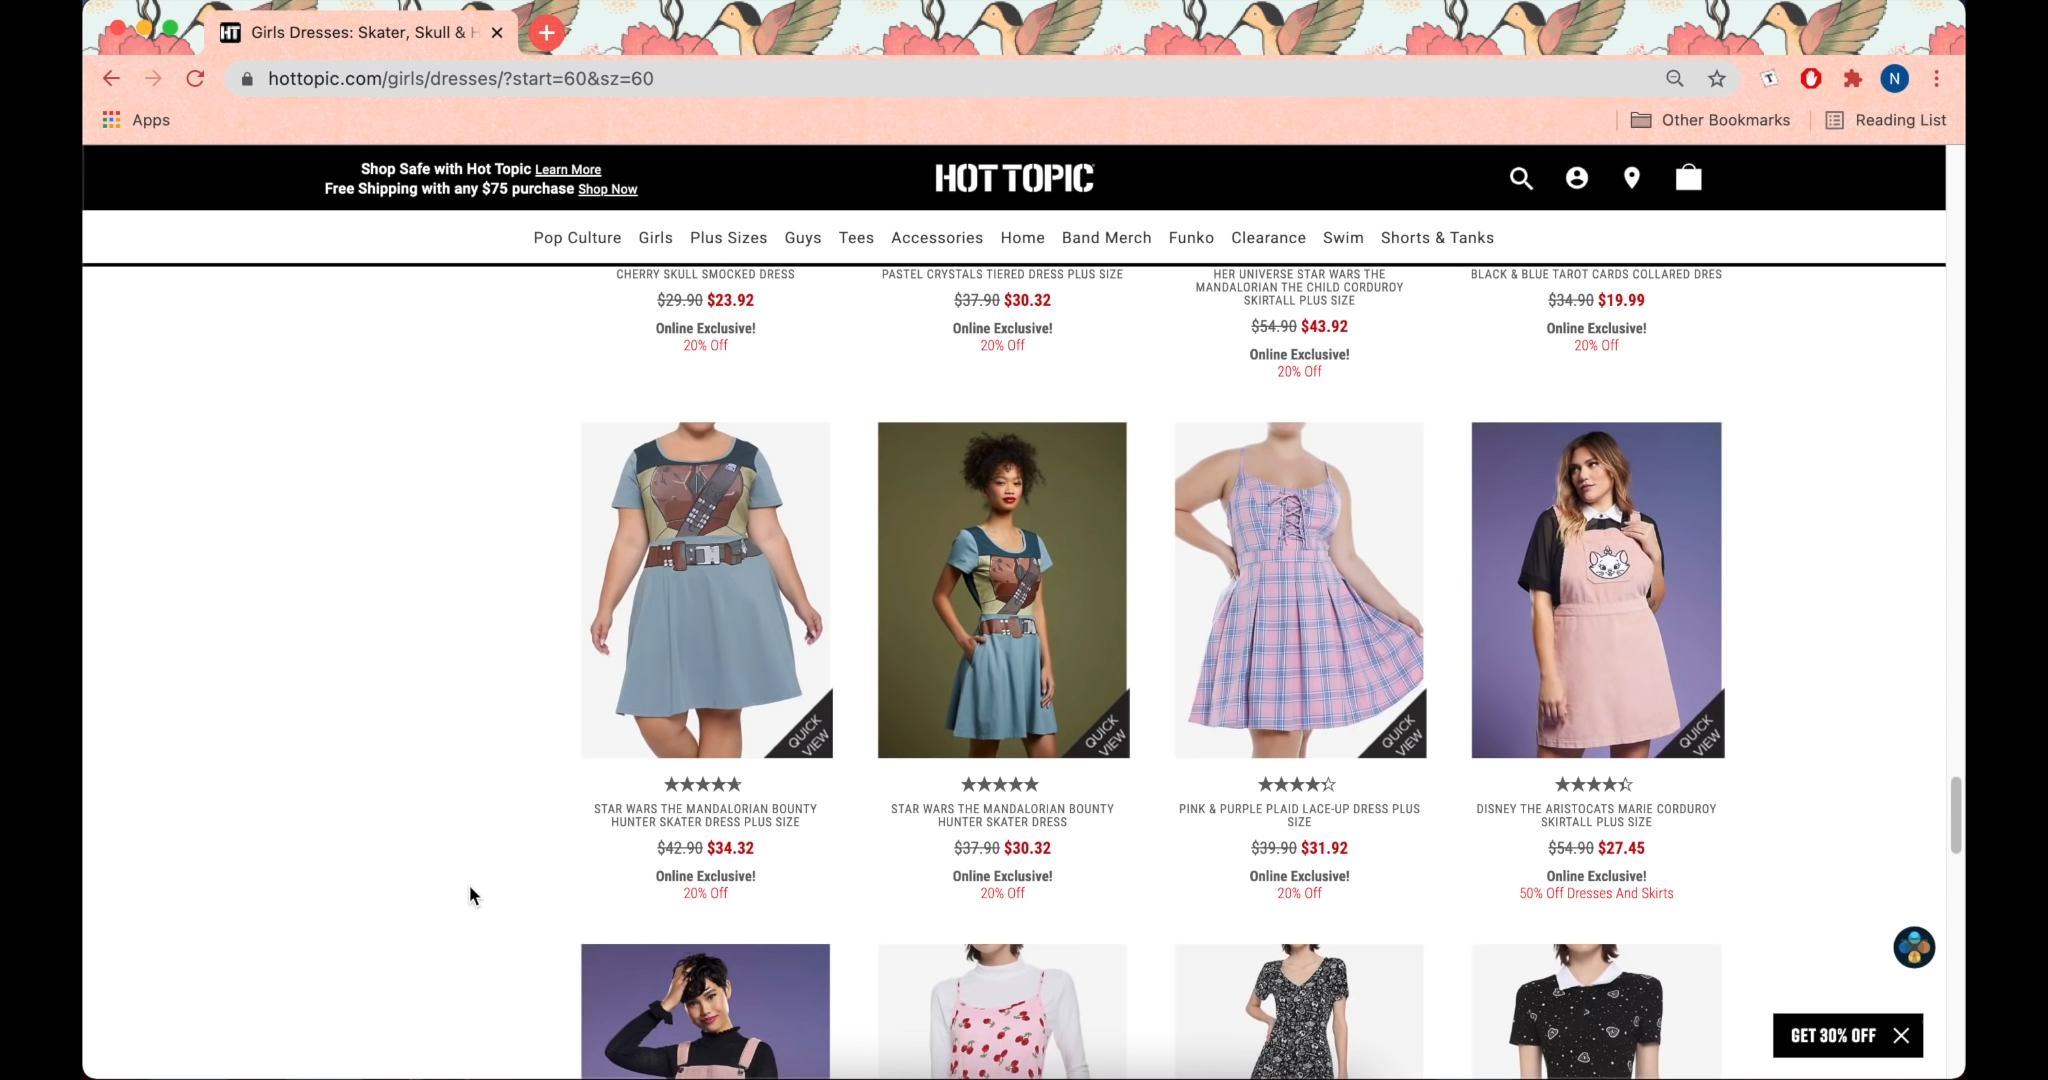 HT Girls Dresses: Skater, Skull & H
hottopic.com/girls/dresses/?start=60&sz=60
N
Apps
Other Bookmarks
Reading List
Shop Safe with Hot Topic Learn More
Free Shipping with any $75 purchase Shop Now
HOT TOPIC
Pop Culture Girls Plus Sizes Guys Tees Accessories Home Band Merch Funko Clearance Swim Shorts & Tanks
CHERRY SKULL SMOCKED DRESS
$29.90 $23.92
Online Exclusive!
20% Off
PASTEL CRYSTALS TIERED DRESS PLUS SIZE
$37.90 $30.32
Online Exclusive!
20% Off
HER UNIVERSE STAR WARS THE
MANDALORIAN THE CHILD CORDUROY
SKIRTALL PLUS SIZE
$54.90 $43.92
Online Exclusive!
20% Off
BLACK & BLUE TAROT CARDS COLLARED DRES
$34.90 $19.99
Online Exclusive!
20% Off
QUICK
VIEW
QUICK
VIEW
QUICK
VIEW
QUICK
VIEW
STAR WARS THE MANDALORIAN BOUNTY
HUNTER SKATER DRESS PLUS SIZE
$42.90 $34.32
Online Exclusive!
20% Off
STAR WARS THE MANDALORIAN BOUNTY
HUNTER SKATER DRESS
$37.90 $30.32
Online Exclusive!
20% Off
PINK & PURPLE PLAID LACE-UP DRESS PLUS
SIZE
$39.90 $31.92
Online Exclusive!
20% Off
DISNEY THE ARISTOCATS MARIE CORDUROY
SKIRTALL PLUS SIZE
$54.90 $27.45
Online Exclusive!
50% Off Dresses And Skirts
GET 30% OFF